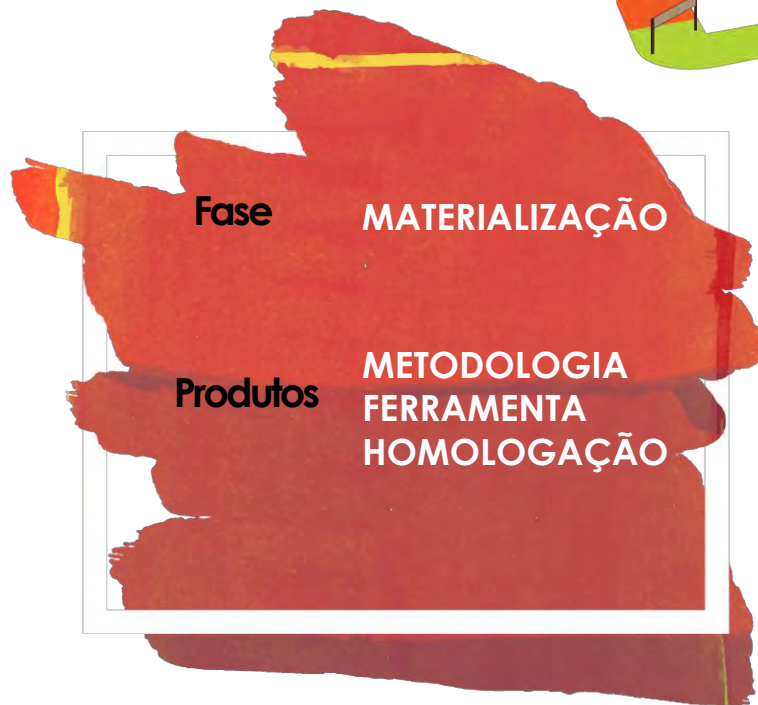 Fase
MATERIALIZAÇÃO
Produtos
METODOLOGIA
FERRAMENTA
HOMOLOGAÇÃO